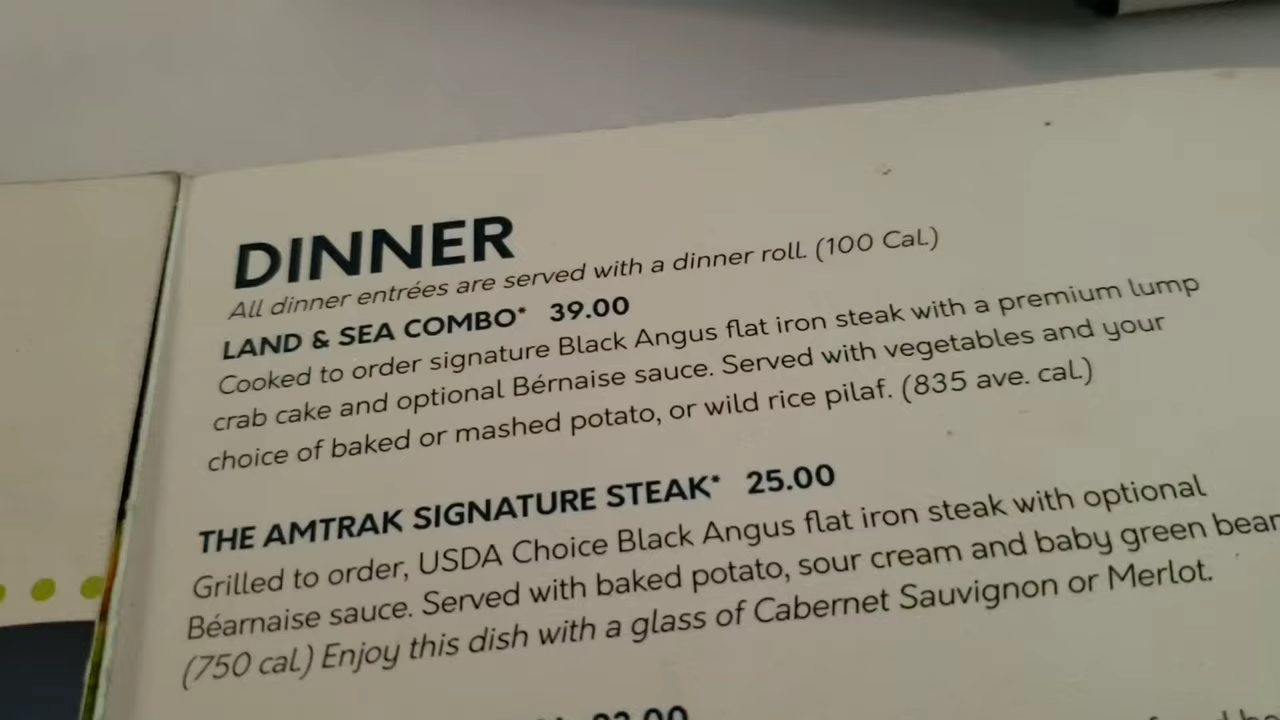 DINNER
All dinner entrées are served with a dinner roll. (100 Cal.)
LAND & SEA COMBO* 39.00
Cooked to order signature Black Angus flat iron steak with a premium lump
crab cake and optional Bérnaise sauce. Served with vegetables and your
choice of baked or mashed potato, or wild rice pilaf. (835 ave. cal.)
THE AMTRAK SIGNATURE STEAK* 25.00
Grilled to order, USDA Choice Black Angus flat iron steak with optional
Béarnaise sauce. Served with baked potato, sour cream and baby green bean
(750 cal.) Enjoy this dish with a glass of Cabernet Sauvignon or Merlot.